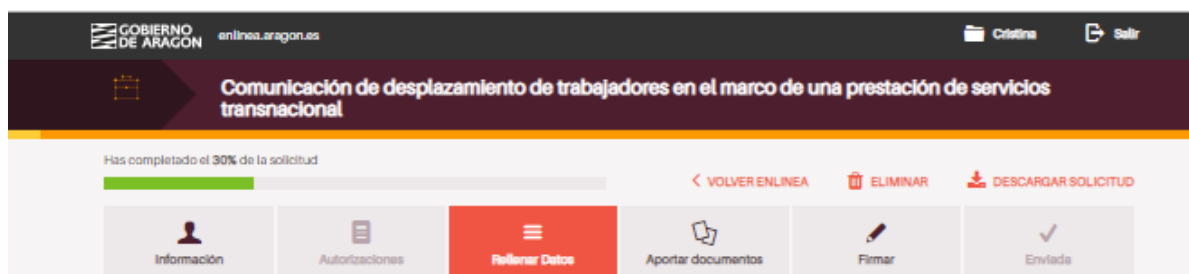 GOBIERNO
DE ARAGON
enlinea.aragon.es
Cristina
Salir
Comunicación de desplazamiento de trabajadores en el marco de una prestación de servicios
transnacional
Has completado el 30% de la solicitud
VOLVER ENLINEA
ELIMINAR
DESCARGAR SOLICITUD
Información
Autorizaciones
Rellenar Datos
Aportar documentos
Firmar
Enviada